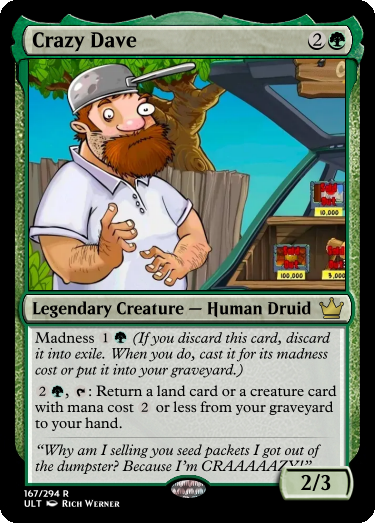 Crazy Dave 2
10,000
100,000 5,000
Legendary Creature — Human Druid
Madness 1 (If you discard this card, discard
it into exile. When you do, cast it for its madness
cost or put it into your graveyard.)
2 , : Return a land card or a creature card
with mana cost 2 or less from your graveyard
to your hand.
“Why am I selling you seed packets I got out of
the dumpster? Because I’m CRAAAAAZY!”
2/3
167/294 R
ULT Rich Werner